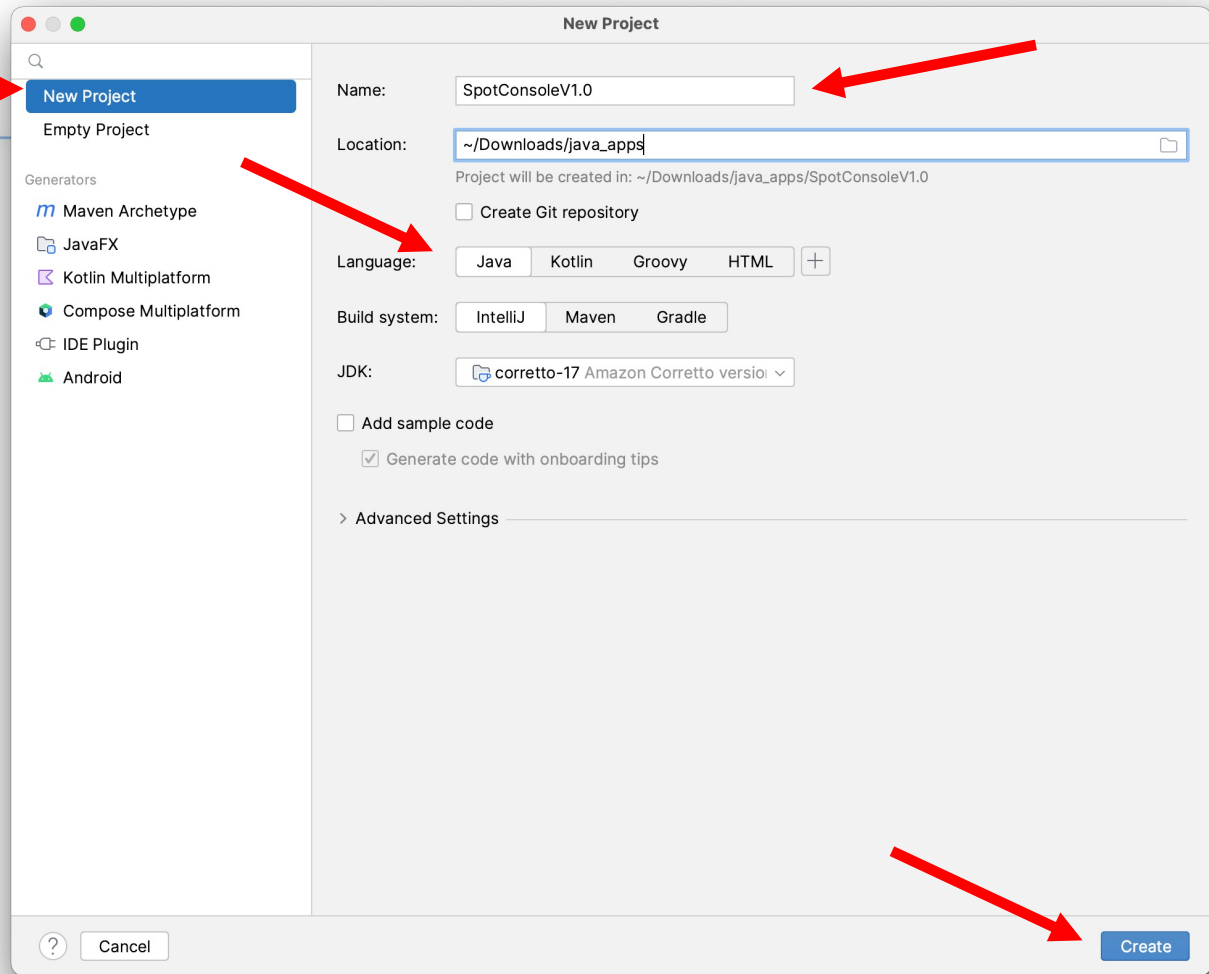 New Project
New Project
Empty Project
Generators
Maven Archetype
JavaFX
Kotlin Multiplatform
Compose Multiplatform
IDE Plugin
Android
Name: SpotConsoleV1.0
Location: ~/Downloads/java_apps
Project will be created in: ~/Downloads/java_apps/SpotConsoleV1.0
Create Git repository
Language: Java Kotlin Groovy HTML
Build system: IntelliJ Maven Gradle
JDK: corretto-17 Amazon Corretto version
Add sample code
Generate code with onboarding tips
Advanced Settings
? Cancel Create